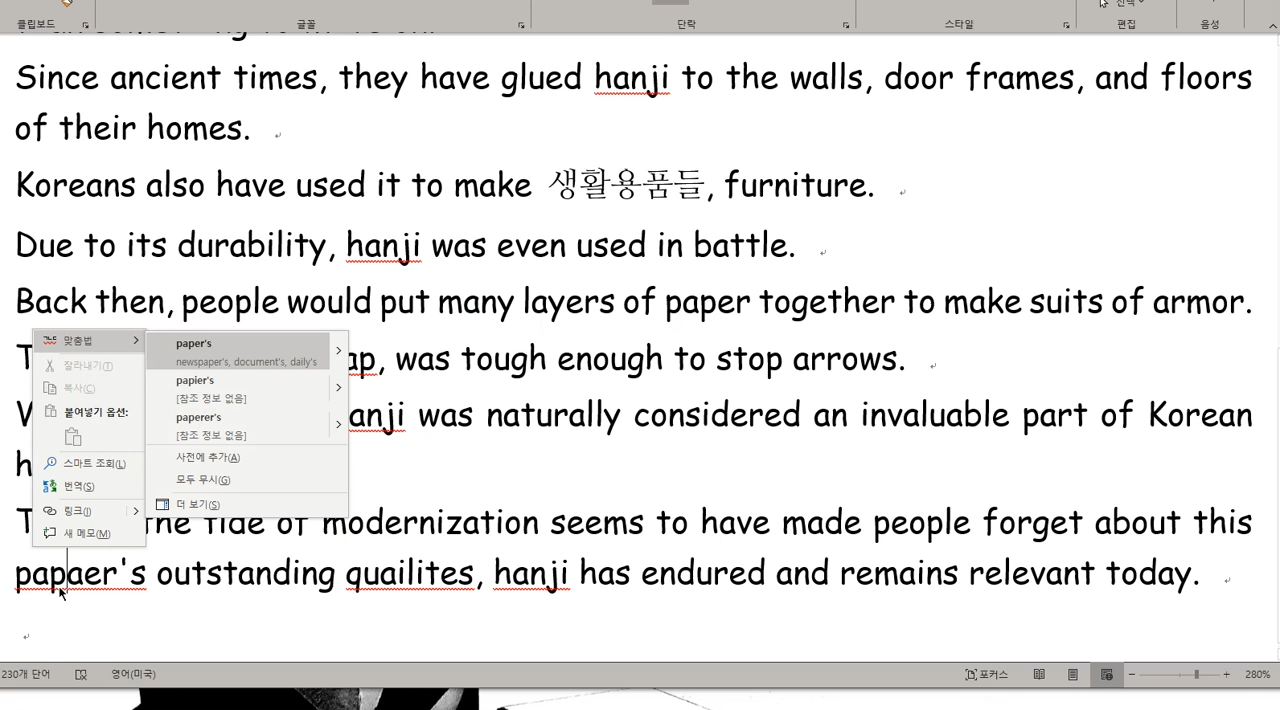 선택
클립보드 글꼴 단락 스타일 편집 음성
Since ancient times, they have glued hanji to the walls, door frames, and floors
of their homes.
Koreans also have used it to make 생활용품들, furniture.
Due to its durability, hanji was even used in battle.
Back then, people would put many layers of paper together to make suits of armor.
ap, was tough enough to stop arrows.
hanji was naturally considered an invaluable part of Korean
the tide of modernization seems to have made people forget about this
papaer's outstanding quailites, hanji has endured and remains relevant today.
맞춤법
잘라내기(T)
복사(C)
붙여넣기 옵션:
스마트 조회(L)
번역(S)
링크(I)
새 메모(M)
paper's
newspaper's, document's, daily's
papier's
[참조 정보 없음]
paperer's
[참조 정보 없음]
사전에 추가(A)
모두 무시(G)
더 보기(S)
230개 단어 영어(미국) 포커스 280%